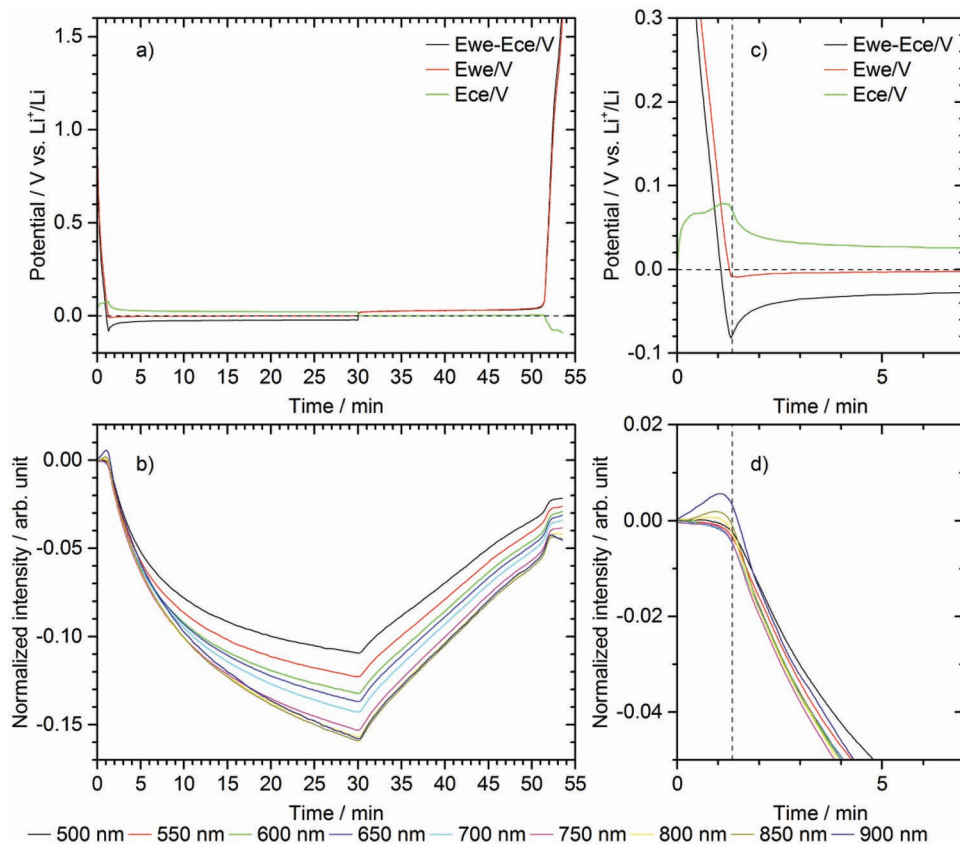 a)
Ewe-Ece/V
Ewe/V
Ece/V
1.5
1.0
0.5
0.0
Potential / V vs. Li⁺/Li
0 5 10 15 20 25 30 35 40 45 50 55
Time / min
c)
Ewe-Ece/V
Ewe/V
Ece/V
0.3
0.2
0.1
0.0
-0.1
Potential / V vs. Li⁺/Li
0 5
Time / min
b)
0.00
-0.05
-0.10
-0.15
Normalized intensity / arb. unit
0 5 10 15 20 25 30 35 40 45 50 55
Time / min
d)
0.02
0.00
-0.02
-0.04
Normalized intensity / arb. unit
0 5
Time / min
500 nm 550 nm 600 nm 650 nm 700 nm 750 nm 800 nm 850 nm 900 nm